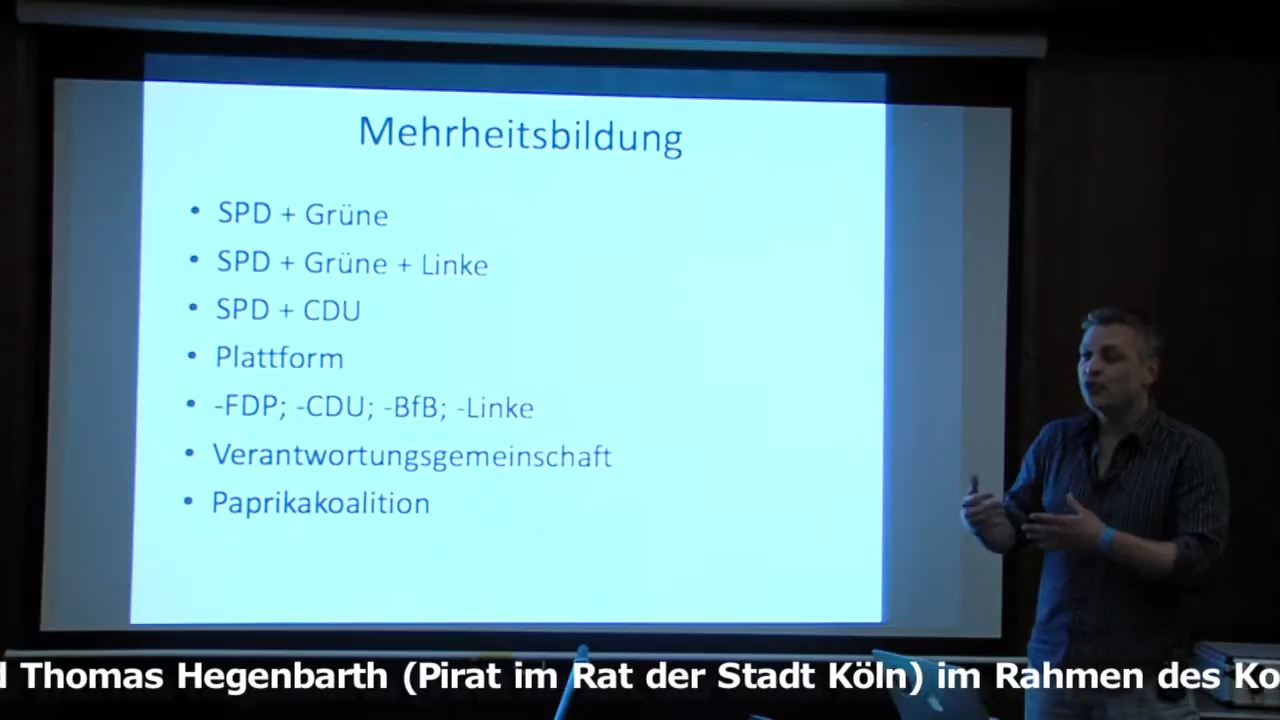 Mehrheitsbildung
• SPD + Grüne
• SPD + Grüne + Linke
• SPD + CDU
• Plattform
• -FDP; -CDU; -BfB; -Linke
• Verantwortungsgemeinschaft
• Paprikakoalition
Thomas Hegenbarth (Pirat im Rat der Stadt Köln) im Rahmen des Ko